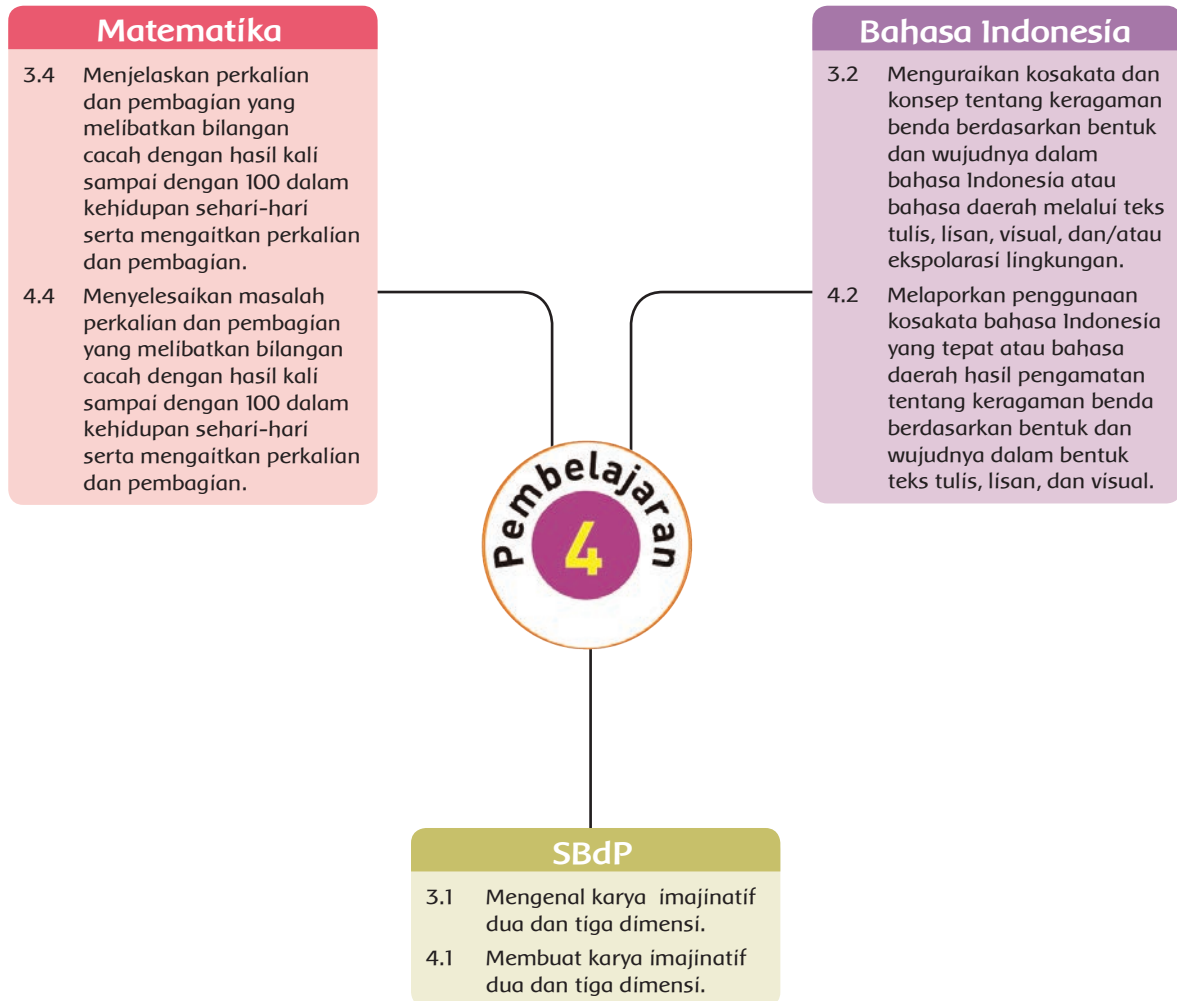 Matematika
3.4 Menjelaskan perkalian
dan pembagian yang
melibatkan bilangan
cacah dengan hasil kali
sampai dengan 100 dalam
kehidupan sehari-hari
serta mengaitkan perkalian
dan pembagian.
4.4 Menyelesaikan masalah
perkalian dan pembagian
yang melibatkan bilangan
cacah dengan hasil kali
sampai dengan 100 dalam
kehidupan sehari-hari
serta mengaitkan perkalian
dan pembagian.
Bahasa Indonesia
3.2 Menguraikan kosakata dan
konsep tentang keragaman
benda berdasarkan bentuk
dan wujudnya dalam
bahasa Indonesia atau
bahasa daerah melalui teks
tulis, lisan, visual, dan/atau
ekspolarasi lingkungan.
4.2 Melaporkan penggunaan
kosakata bahasa Indonesia
yang tepat atau bahasa
daerah hasil pengamatan
tentang keragaman benda
berdasarkan bentuk dan
wujudnya dalam bentuk
teks tulis, lisan, dan visual.
Pembelajaran
4
SBdP
3.1 Mengenal karya imajinatif
dua dan tiga dimensi.
4.1 Membuat karya imajinatif
dua dan tiga dimensi.